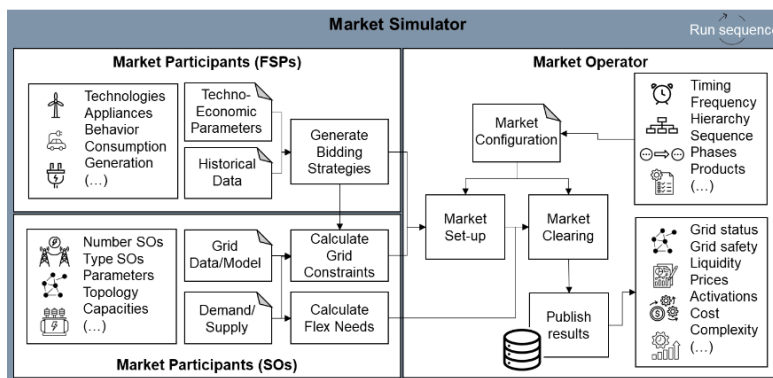 Market Simulator
Run sequence
Market Participants (FSPs)
Technologies
Appliances
Behavior
Consumption
Generation
(…)
Techno-
Economic
Parameters
Historical
Data
Generate
Bidding
Strategies
Number SOs
Type SOs
Parameters
Topology
Capacities
(…)
Grid
Data/Model
Demand/
Supply
Calculate
Grid
Constraints
Calculate
Flex Needs
Market Participants (SOs)
Market Operator
Market
Configuration
Market
Set-up
Market
Clearing
Publish
results
Timing
Frequency
Hierarchy
Sequence
Phases
Products
(…)
Grid status
Grid safety
Liquidity
Prices
Activations
Cost
Complexity
(…)